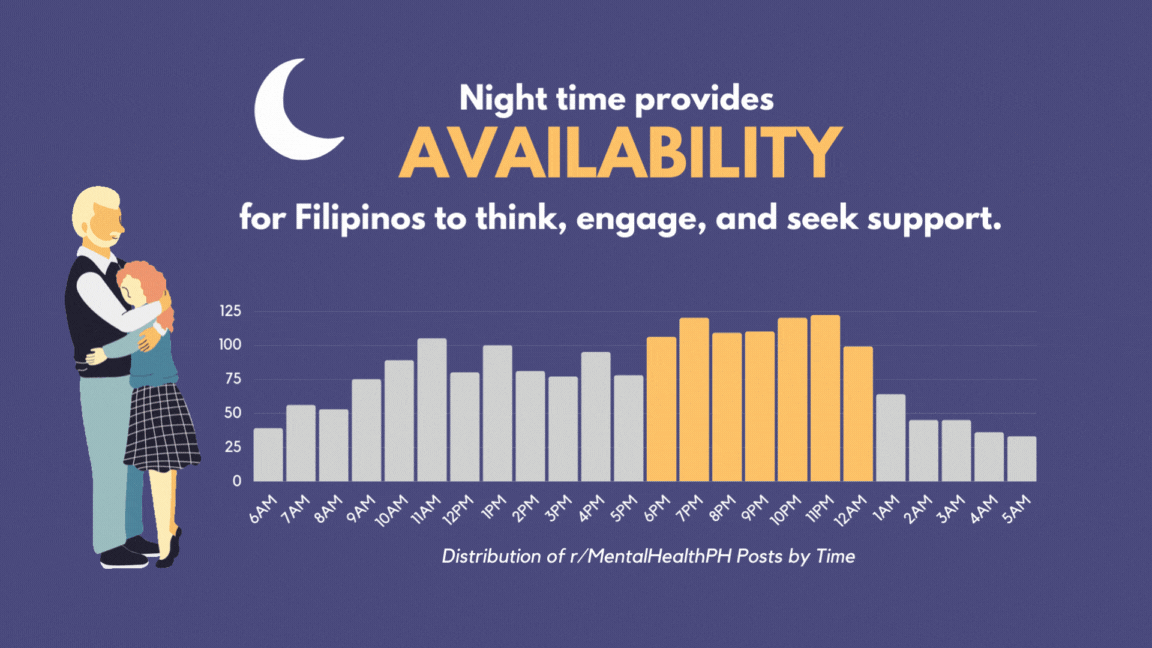 Night time provides
AVAILABILITY
for Filipinos to think, engage, and seek support.
125
100
75
50
25
0
6AM 7AM 8AM 9AM 10AM 11AM 12PM 1PM 2PM 3PM 4PM 5PM 6PM 7PM 8PM 9PM 10PM 11PM 12AM 1AM 2AM 3AM 4AM 5AM
Distribution of r/MentalHealthPH Posts by Time